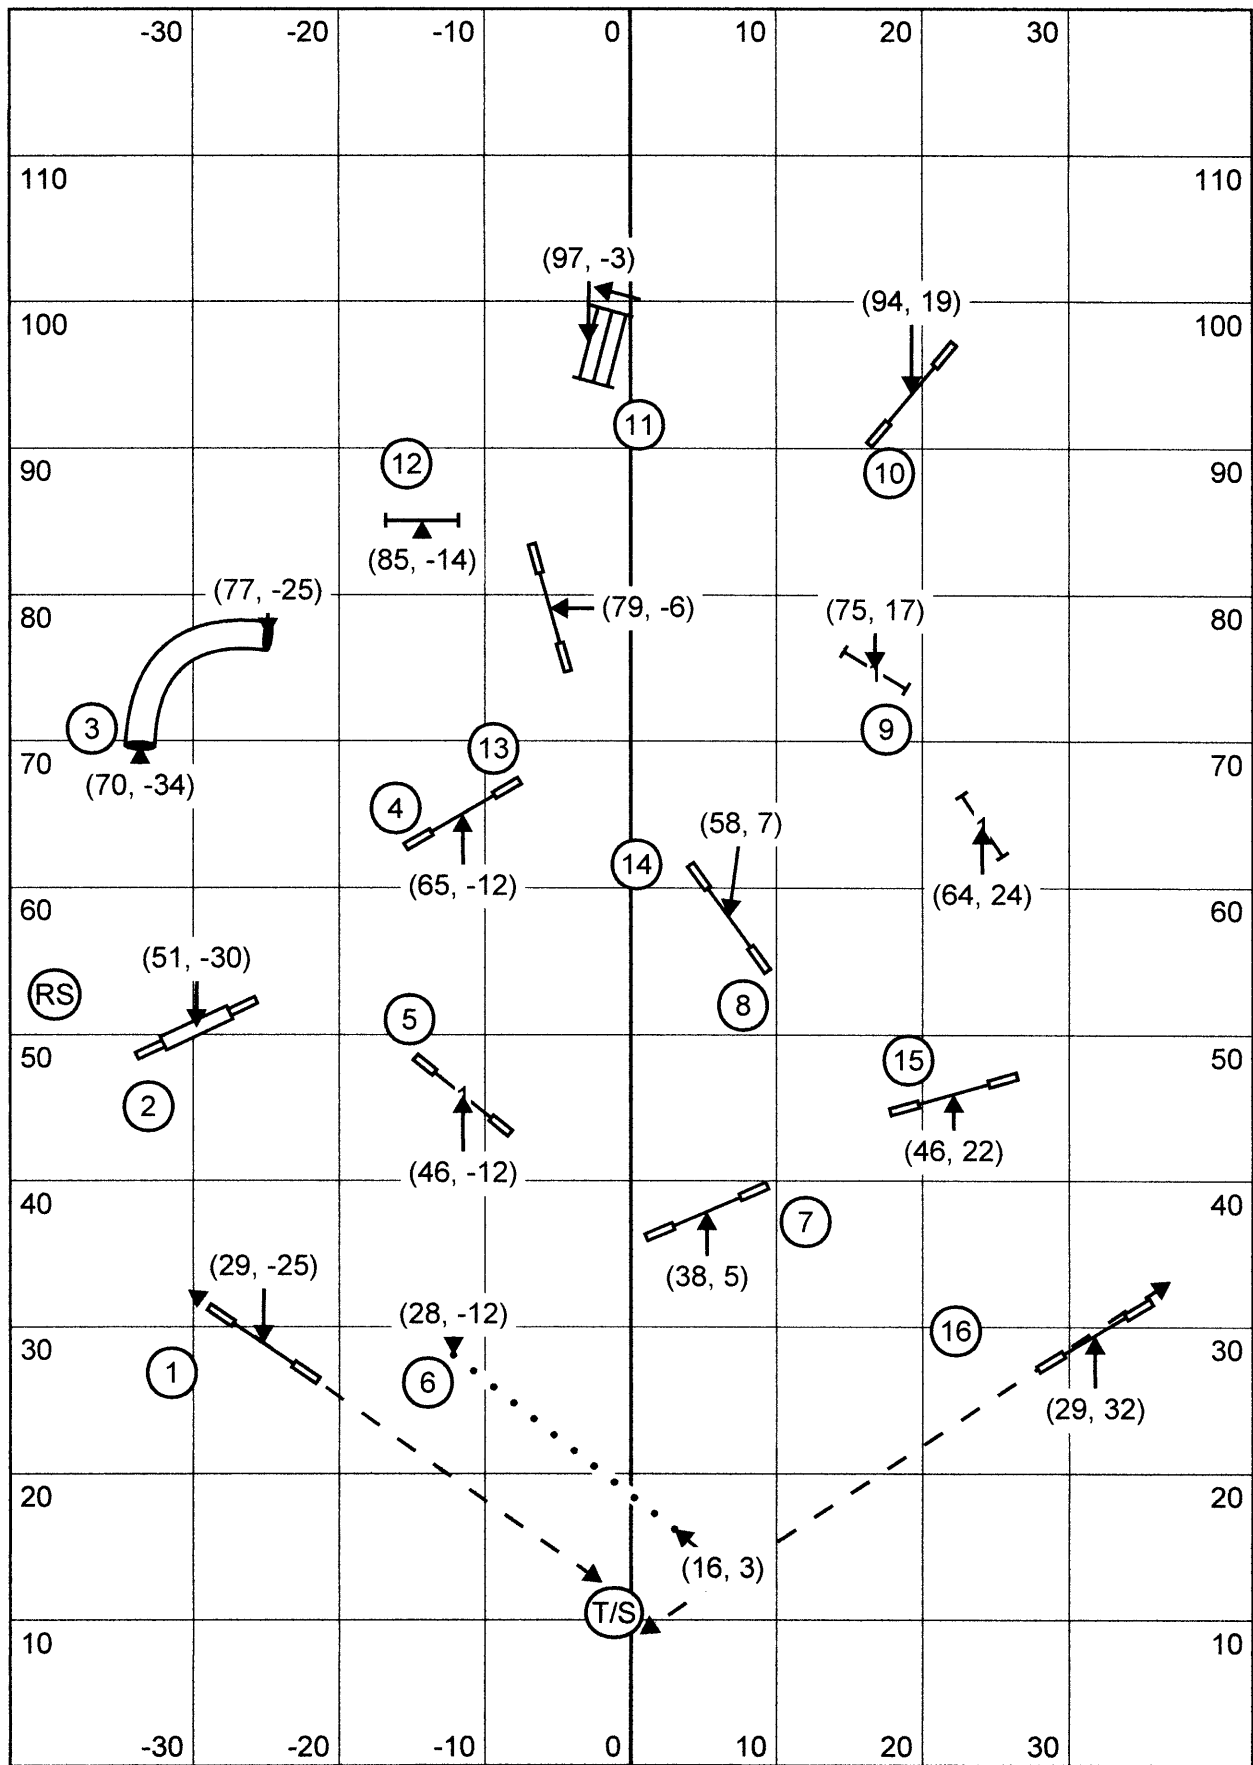 -30 -20 -10 0 10 20 30
110 110
(97, -3)
100 (94, 19) 100
11
12
90 10 90
(85, -14)
(77, -25) (79, -6) (75, 17)
80 80
3 13 9
70 70
(70, -34)
4 (58, 7) 1
14
(65, -12) (64, 24)
60 60
(51, -30)
RS 5 8
50 15 50
2 1
(46, -12) (46, 22)
40 7 40
(29, -25) (38, 5)
(28, -12) 16
30 30
1 6
(29, 32)
20 20
(16, 3)
T/S
10 10
-30 -20 -10 0 10 20 30